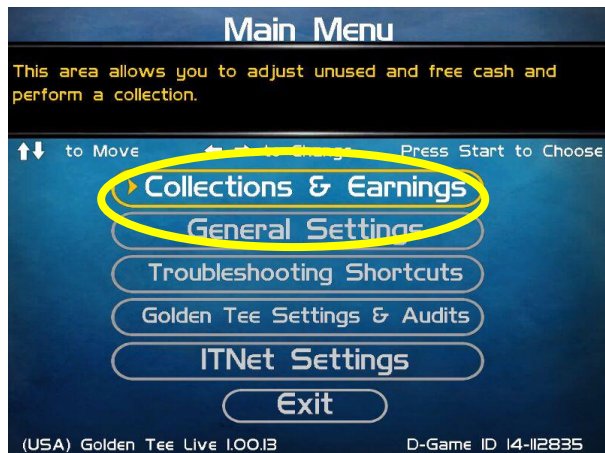 Main Menu
This area allows you to adjust unused and free cash and
perform a collection.
to Move to Change Press Start to Choose
Collections & Earnings
General Settings
Troubleshooting Shortcuts
Golden Tee Settings & Audits
ITNet Settings
Exit
(USA) Golden Tee Live 1.00.13 D-Game ID 14-112835